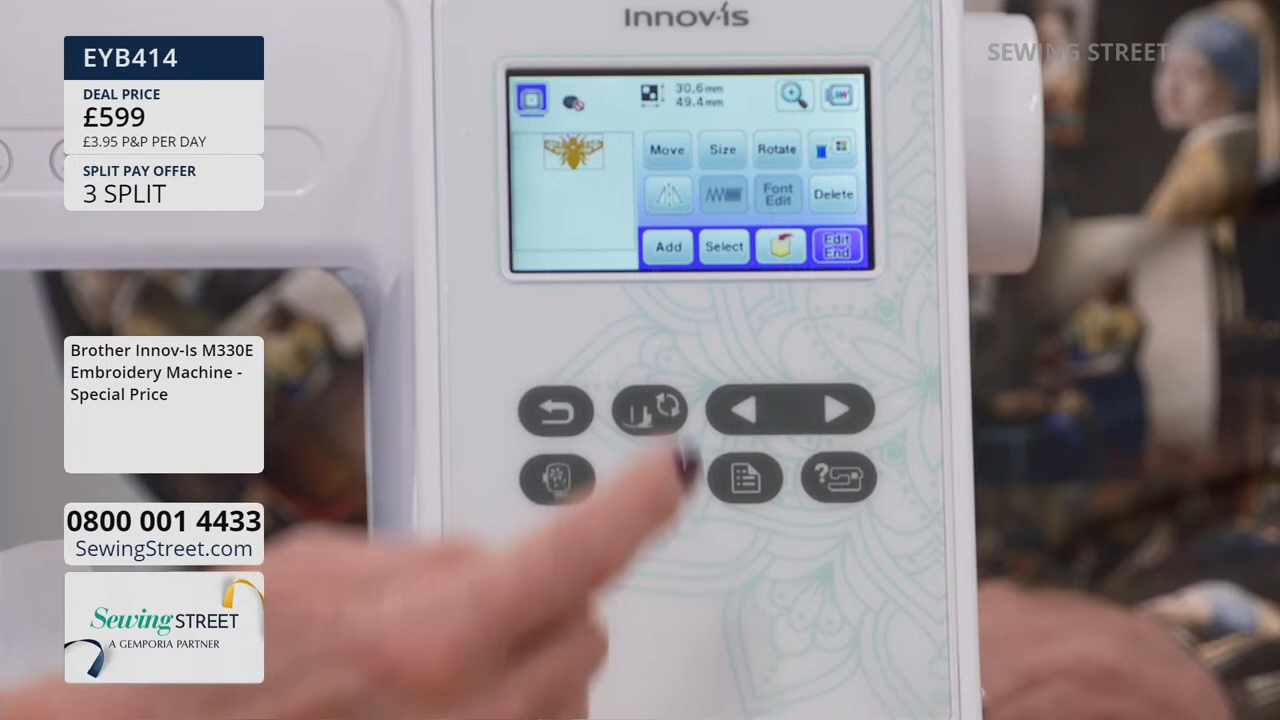 EYB414
DEAL PRICE
£599
£3.95 P&P PER DAY
SPLIT PAY OFFER
3 SPLIT
Brother Innov-Is M330E
Embroidery Machine -
Special Price
0800 001 4433
SewingStreet.com
Sewing STREET
A GEMPORIA PARTNER
SEWING STREET
innov-is
30.6mm
49.4mm
Move Size Rotate
Font
Edit
Delete
Add Select
Edit
End
?